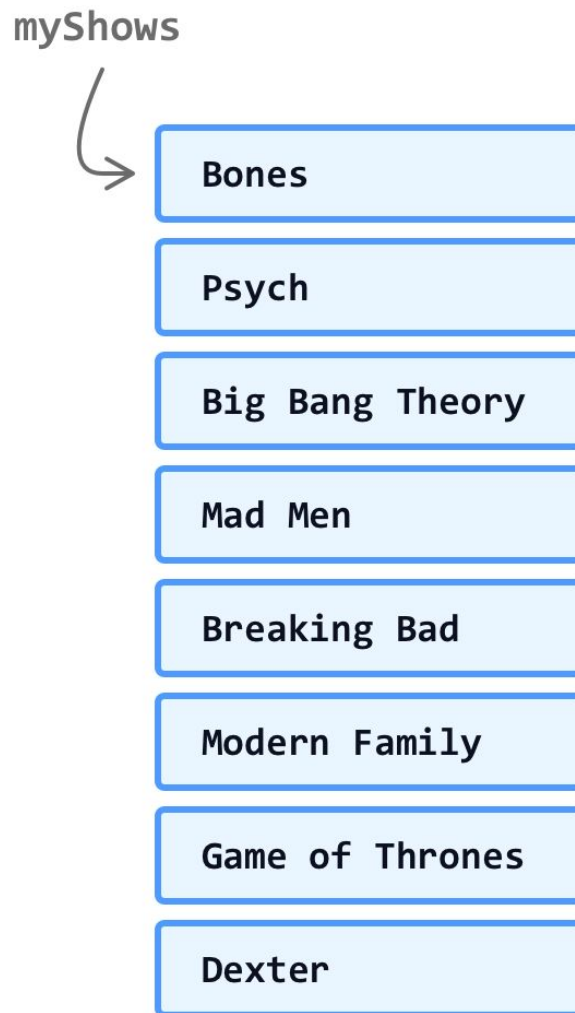 myShows
Bones
Psych
Big Bang Theory
Mad Men
Breaking Bad
Modern Family
Game of Thrones
Dexter